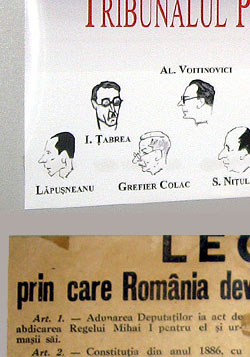 TRIBUNALUL P
AL. VOITINOVICI
I. ȚABREA
LĂPUȘNEANU
GREFIER COLAC
S. NIȚUL
LEG
prin care România dev
Art. 1. — Adunarea Deputaților ia act de
abdicarea Regelui Mihai I pentru el și ur-
mașii săi.
Art. 2. — Constituția din anul 1886, cu